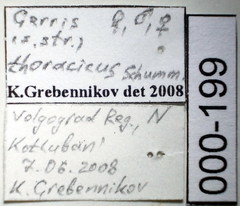 Gerris ♀, ♂, ♀
(s. str.)
thoracicus Schumm.
K.Grebennikov det 2008
Volgograd Reg., N
Kotluban'
7.06.2008
K. Grebennikov
000-199